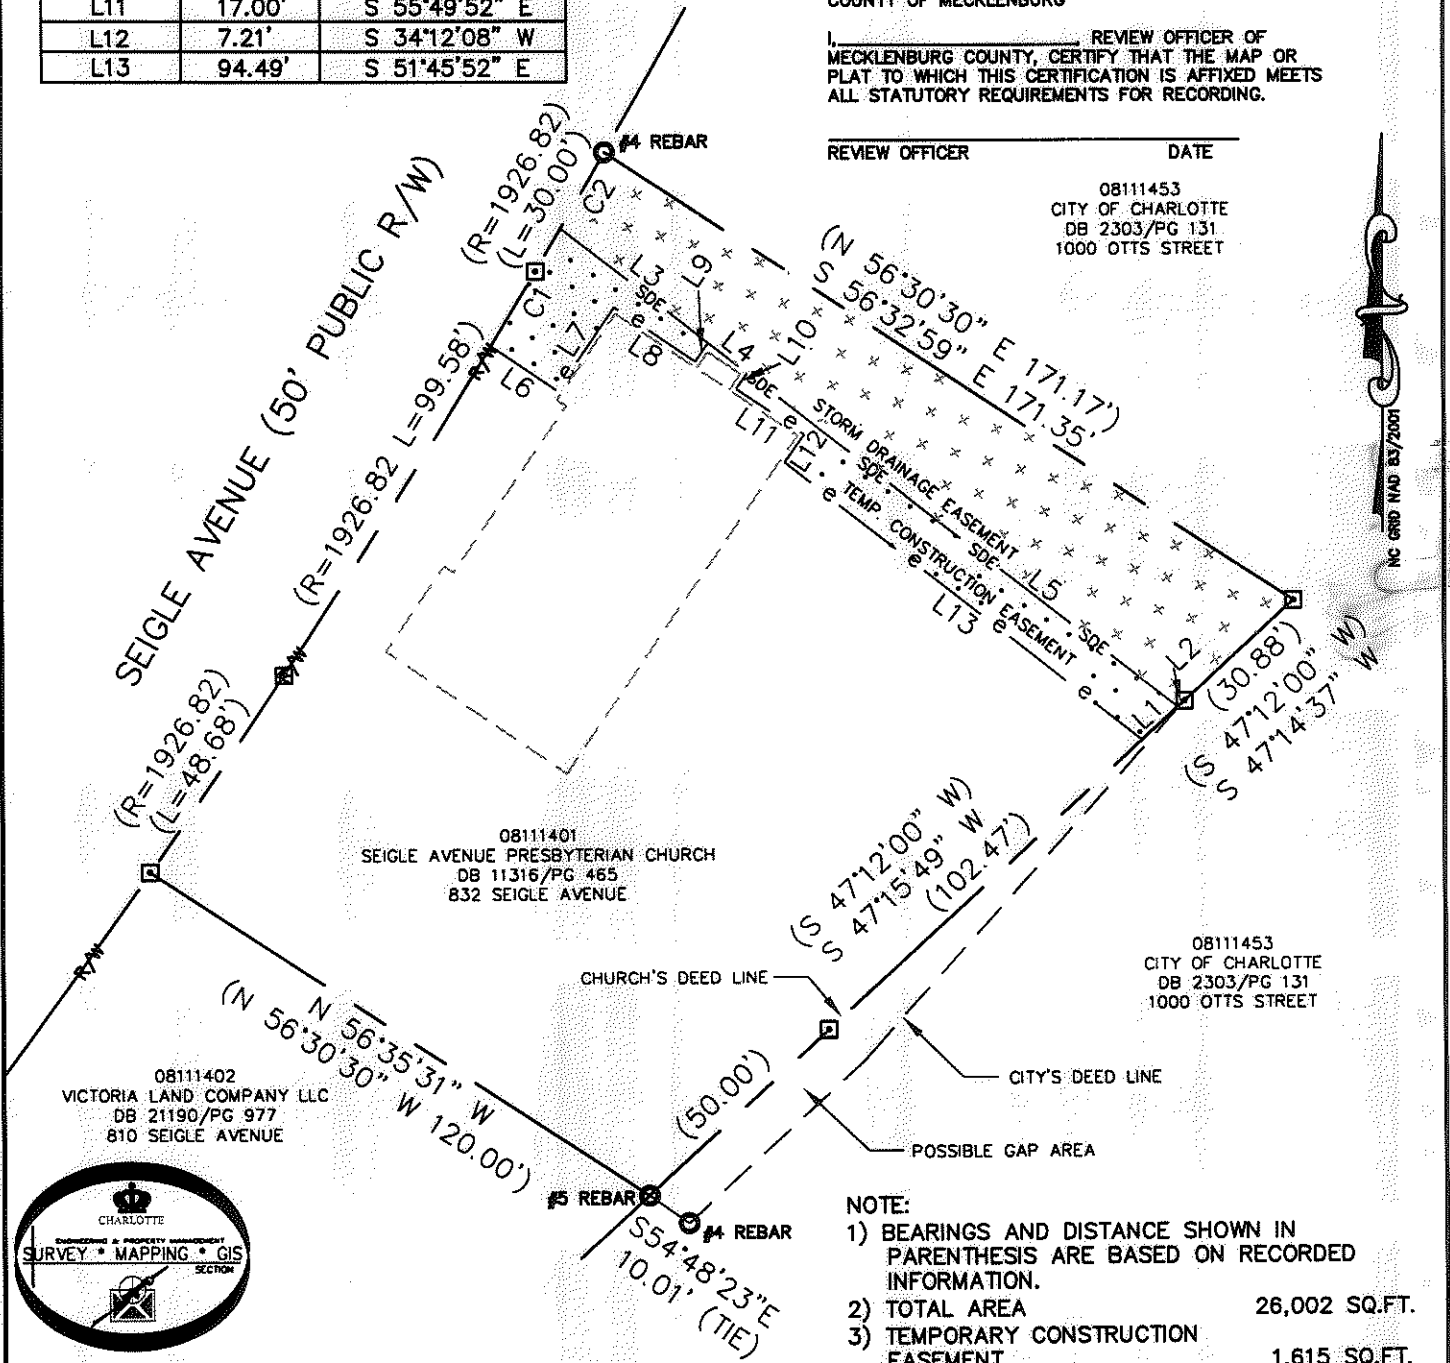 L11 17.00' S 55°49'52" E
L12 7.21' S 34°12'08" W
L13 94.49' S 51°45'52" E
COUNTY OF MECKLENBURG
I,____________________ REVIEW OFFICER OF
MECKLENBURG COUNTY, CERTIFY THAT THE MAP OR
PLAT TO WHICH THIS CERTIFICATION IS AFFIXED MEETS
ALL STATUTORY REQUIREMENTS FOR RECORDING.
REVIEW OFFICER DATE
08111453
CITY OF CHARLOTTE
DB 2303/PG 131
1000 OTTS STREET
NC GRID NAD 83/2001
#4 REBAR
(R=1926.82)
(L=30.00')
C2
C1
L3
L9
SDE
L7
e
L8
L4
L10
L6
SDE
L11
e
L12
SEIGLE AVENUE (50' PUBLIC R/W)
R/W
(R=1926.82 L=99.58')
R/W
(N 56°30'30" E 171.17')
S 56°32'59" E 171.35'
STORM DRAINAGE EASEMENT
SDE
SDE
L5
SDE
e
TEMP. CONSTRUCTION EASEMENT
e
L13
e
e
L2
L1
(30.88')
(S 47°12'00" W)
S 47°14'37" W
(R=1926.82)
(L=48.68')
08111401
SEIGLE AVENUE PRESBYTERIAN CHURCH
DB 11316/PG 465
832 SEIGLE AVENUE
(S 47°12'00" W)
S 47°15'49" W
(102.47')
R/W
CHURCH'S DEED LINE
08111453
CITY OF CHARLOTTE
DB 2303/PG 131
1000 OTTS STREET
N 56°35'31" W
(N 56°30'30" W 120.00')
(50.00')
CITY'S DEED LINE
POSSIBLE GAP AREA
08111402
VICTORIA LAND COMPANY LLC
DB 21190/PG 977
810 SEIGLE AVENUE
#5 REBAR
#4 REBAR
S54°48'23"E
10.01' (TIE)
CHARLOTTE
ENGINEERING & PROPERTY MANAGEMENT
SURVEY * MAPPING * GIS
SECTION
NOTE:
1) BEARINGS AND DISTANCE SHOWN IN
PARENTHESIS ARE BASED ON RECORDED
INFORMATION.
2) TOTAL AREA 26,002 SQ.FT.
3) TEMPORARY CONSTRUCTION
EASEMENT 1,615 SQ.FT.